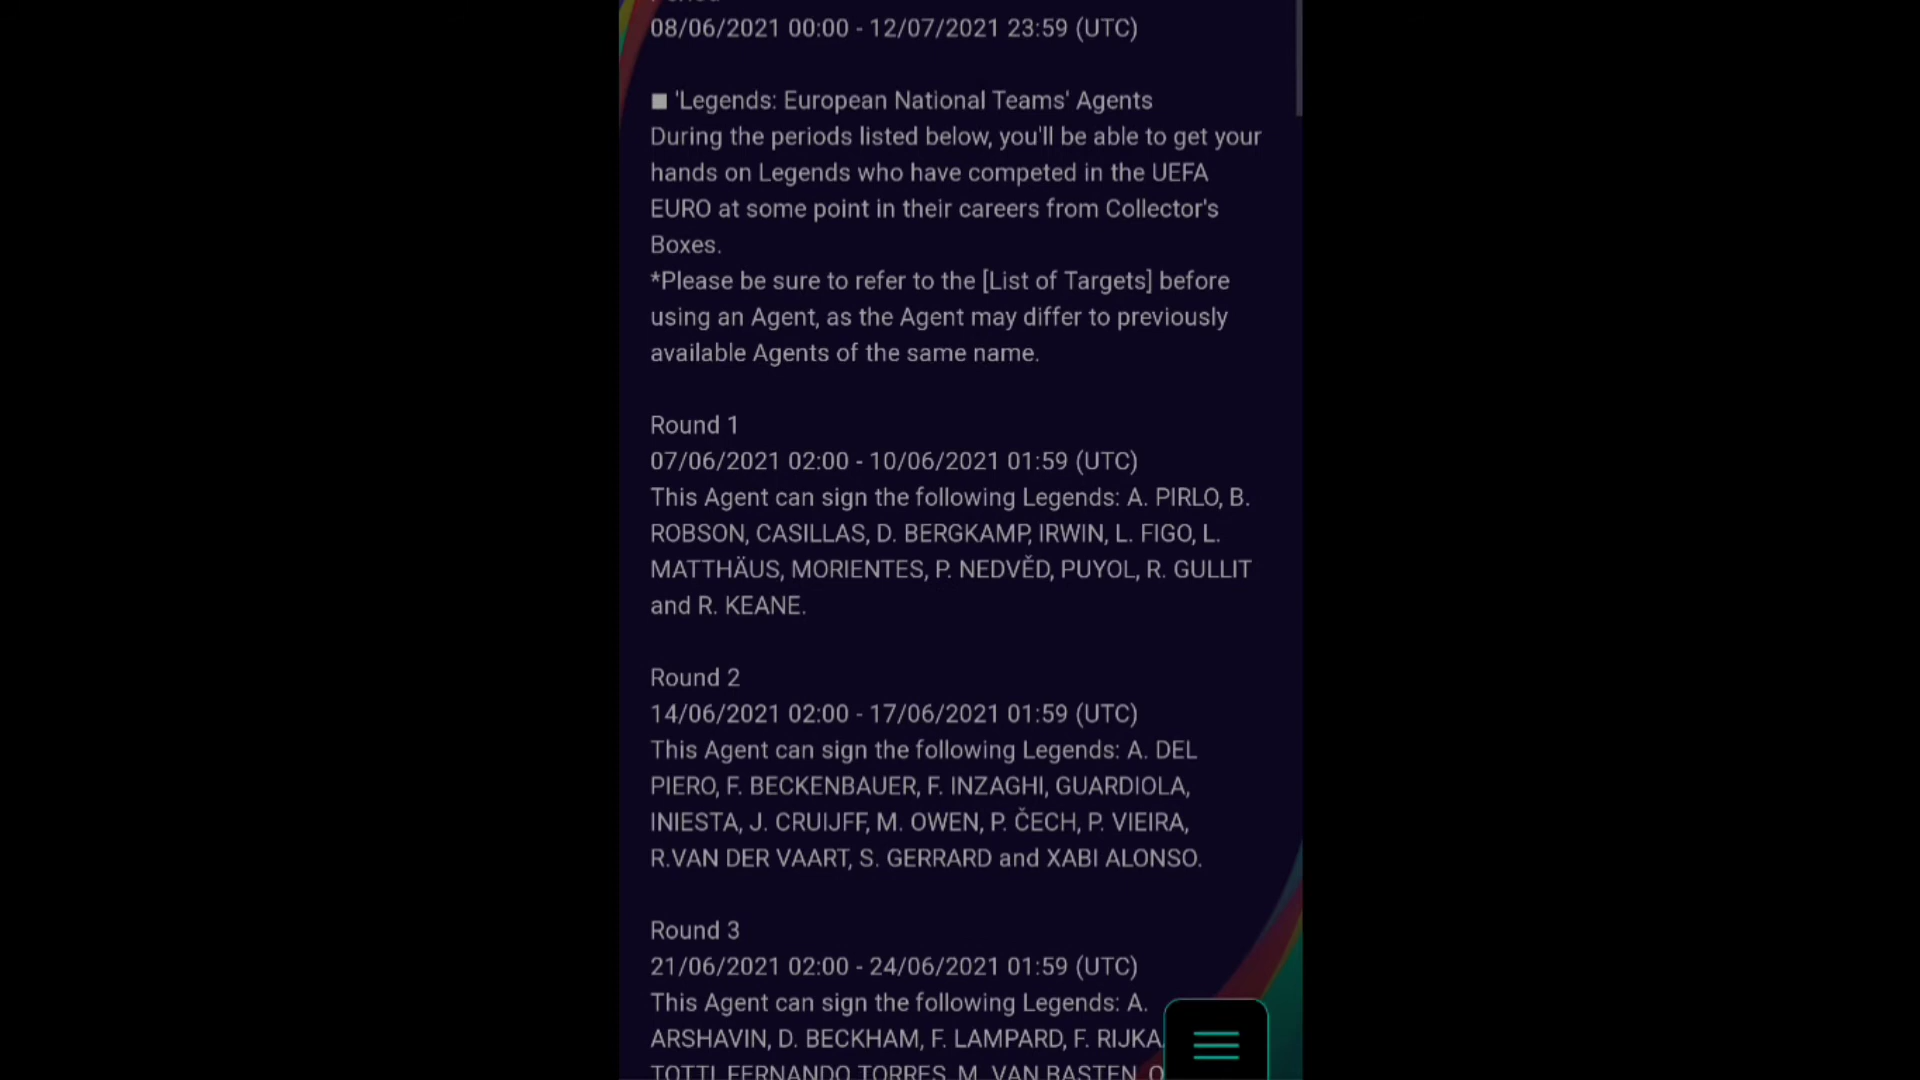 08/06/2021 00:00 - 12/07/2021 23:59 (UTC)
■ 'Legends: European National Teams' Agents
During the periods listed below, you'll be able to get your
hands on Legends who have competed in the UEFA
EURO at some point in their careers from Collector's
Boxes.
*Please be sure to refer to the [List of Targets] before
using an Agent, as the Agent may differ to previously
available Agents of the same name.
Round 1
07/06/2021 02:00 - 10/06/2021 01:59 (UTC)
This Agent can sign the following Legends: A. PIRLO, B.
ROBSON, CASILLAS, D. BERGKAMP, IRWIN, L. FIGO, L.
MATTHÄUS, MORIENTES, P. NEDVĚD, PUYOL, R. GULLIT
and R. KEANE.
Round 2
14/06/2021 02:00 - 17/06/2021 01:59 (UTC)
This Agent can sign the following Legends: A. DEL
PIERO, F. BECKENBAUER, F. INZAGHI, GUARDIOLA,
INIESTA, J. CRUIJFF, M. OWEN, P. ČECH, P. VIEIRA,
R.VAN DER VAART, S. GERRARD and XABI ALONSO.
Round 3
21/06/2021 02:00 - 24/06/2021 01:59 (UTC)
This Agent can sign the following Legends: A.
ARSHAVIN, D. BECKHAM, F. LAMPARD, F. RIJKA
TOTTI, FERNANDO TORRES, M. VAN BASTEN, O